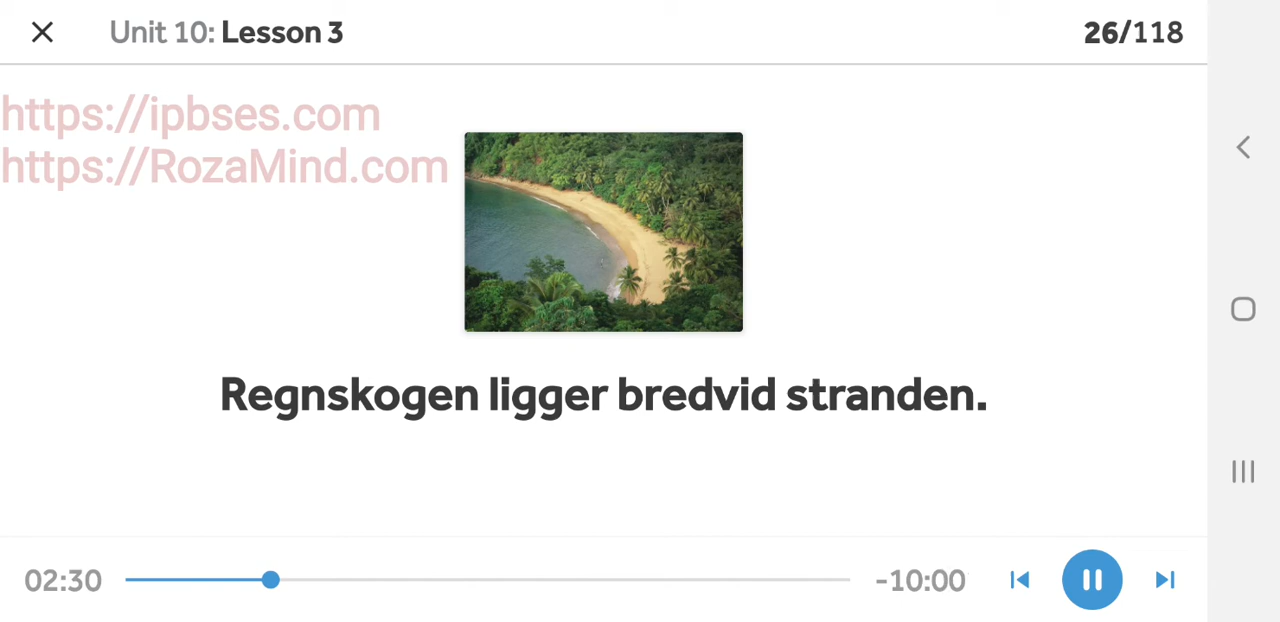 Unit 10: Lesson 3
26/118
https://ipbses.com
https://RozaMind.com
Regnskogen ligger bredvid stranden.
02:30
-10:00